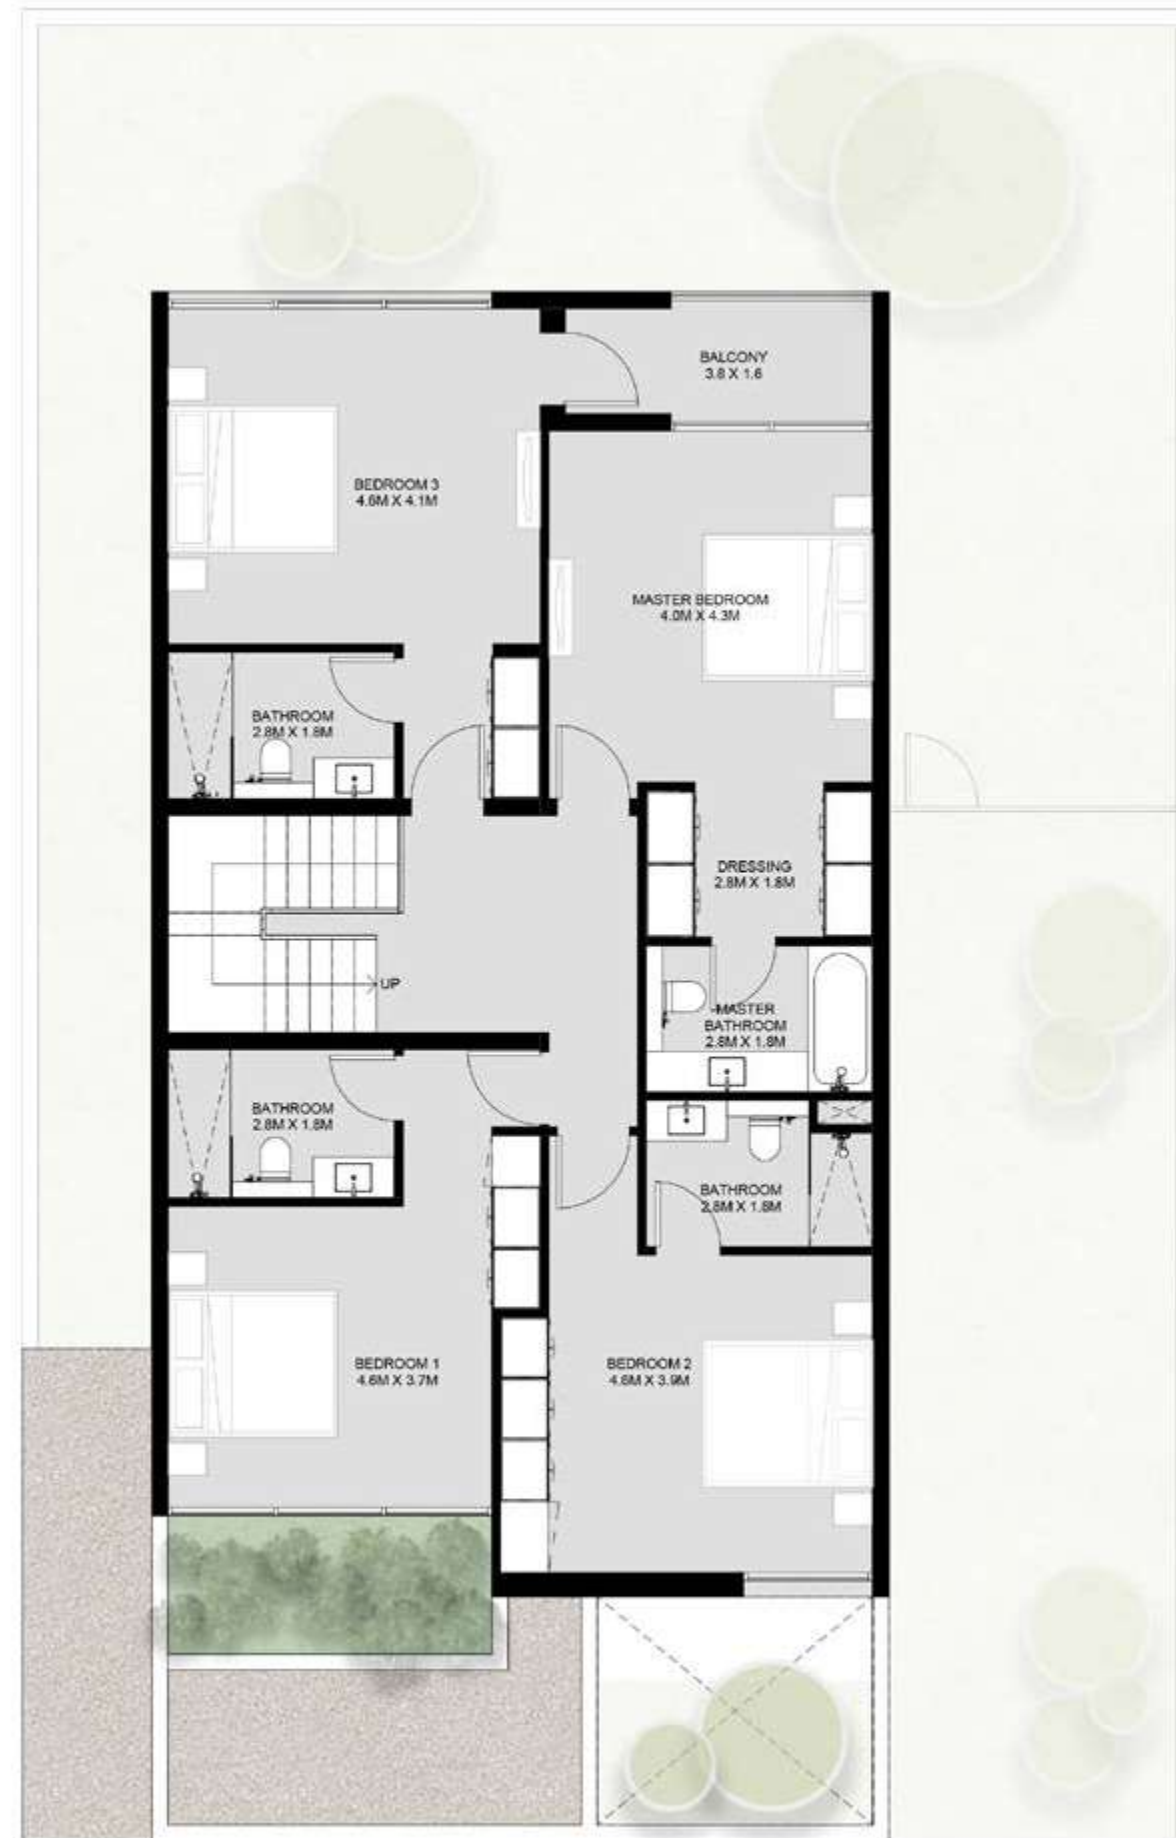 BALCONY
3.8 X 1.6
BEDROOM 3
4.6M X 4.1M
MASTER BEDROOM
4.0M X 4.3M
BATHROOM
2.8M X 1.8M
DRESSING
2.8M X 1.8M
UP
MASTER
BATHROOM
2.8M X 1.8M
BATHROOM
2.8M X 1.8M
BATHROOM
2.8M X 1.8M
BEDROOM 1
4.6M X 3.7M
BEDROOM 2
4.6M X 3.9M